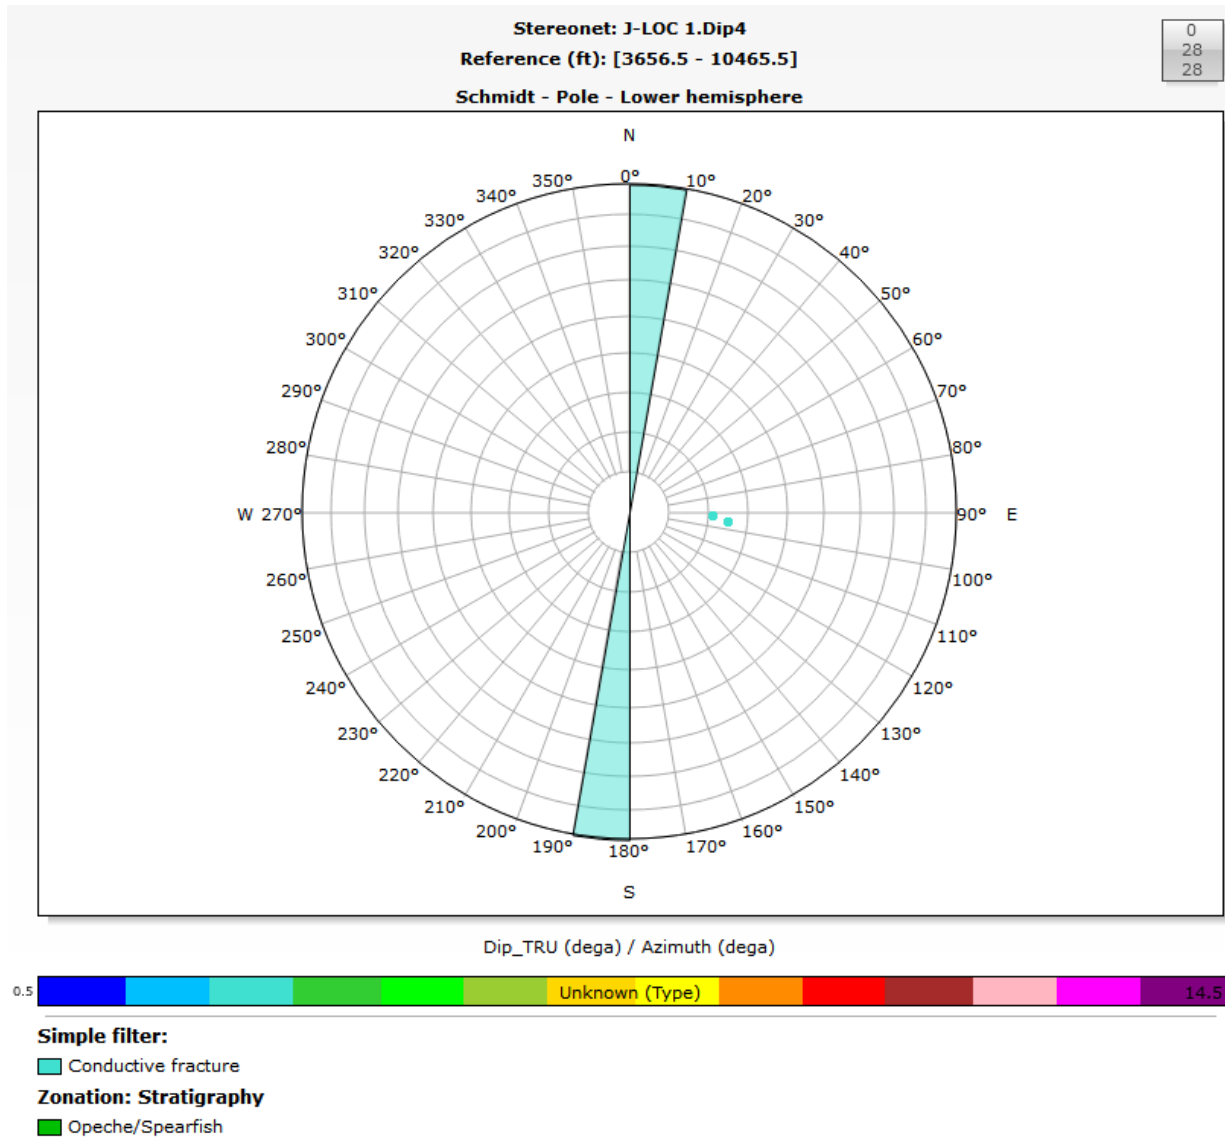 Stereonet: J-LOC 1.Dip4
Reference (ft): [3656.5 - 10465.5]
Schmidt - Pole - Lower hemisphere
0
28
28
N
0°
10°
20°
30°
40°
50°
60°
70°
80°
90° E
100°
110°
120°
130°
140°
150°
160°
170°
180°
190°
200°
210°
220°
230°
240°
250°
260°
W 270°
280°
290°
300°
310°
320°
330°
340°
350°
S
Dip_TRU (dega) / Azimuth (dega)
0.5 Unknown (Type) 14.5
Simple filter:
Conductive fracture
Zonation: Stratigraphy
Opeche/Spearfish